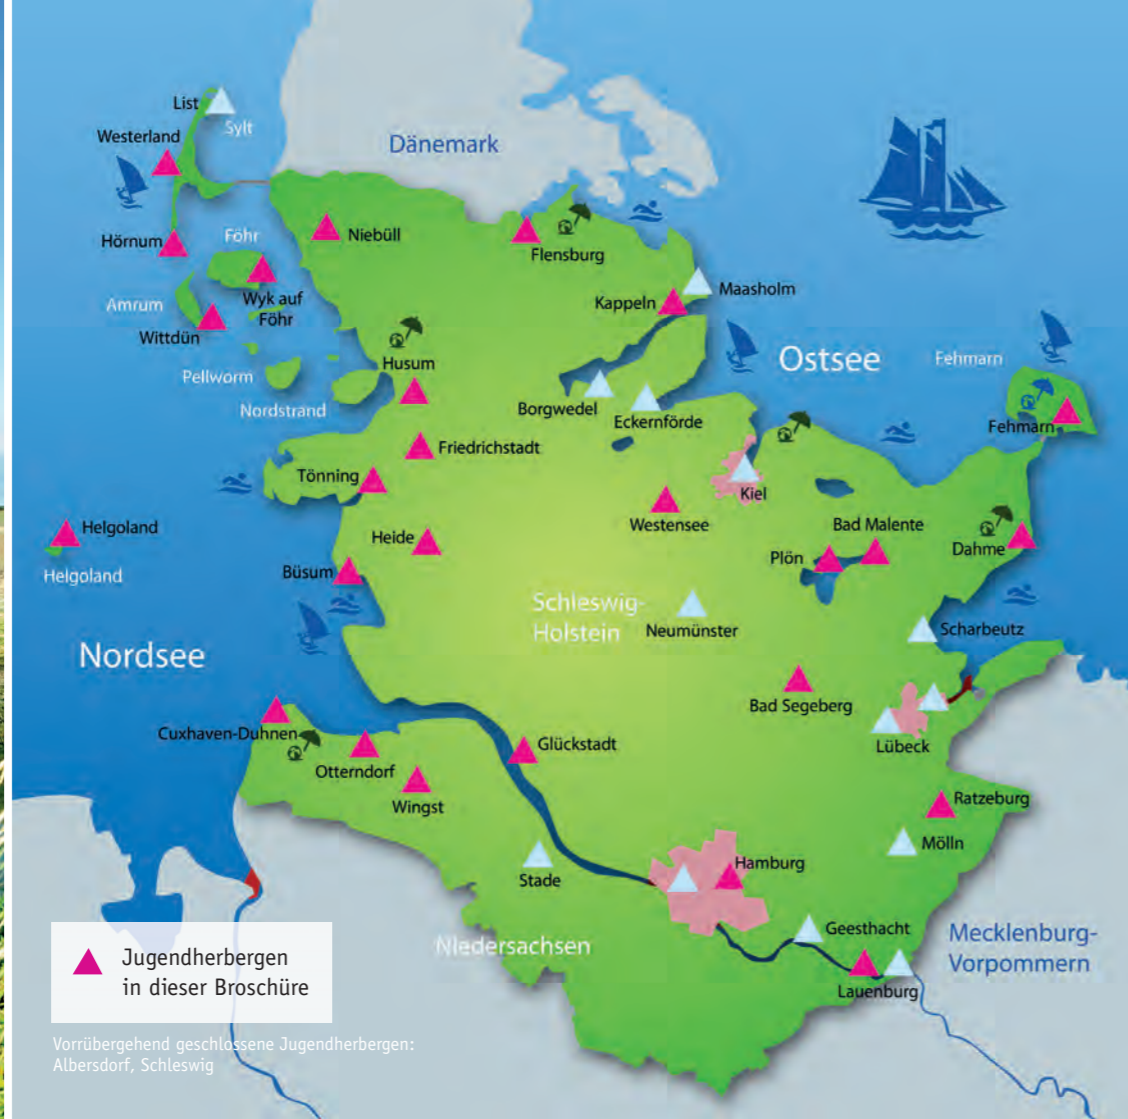 List
Sylt
Westerland
Dänemark
Hörnum
Föhr
Niebüll
Flensburg
Amrum
Wyk auf
Föhr
Wittdün
Kappeln
Maasholm
Ostsee
Fehmarn
Husum
Pellworm
Nordstrand
Borgwedel
Eckernförde
Fehmarn
Friedrichstadt
Tönning
Kiel
Westensee
Helgoland
Helgoland
Heide
Büsum
Bad Malente
Plön
Dahme
Schleswig-
Holstein
Neumünster
Scharbeutz
Nordsee
Bad Segeberg
Lübeck
Cuxhaven-Duhnen
Otterndorf
Wingst
Glückstadt
Ratzeburg
Mölln
Stade
Hamburg
Geesthacht
Lauenburg
Niedersachsen
Mecklenburg-
Vorpommern
Jugendherbergen
in dieser Broschüre
Vorrübergehend geschlossene Jugendherbergen:
Albersdorf, Schleswig